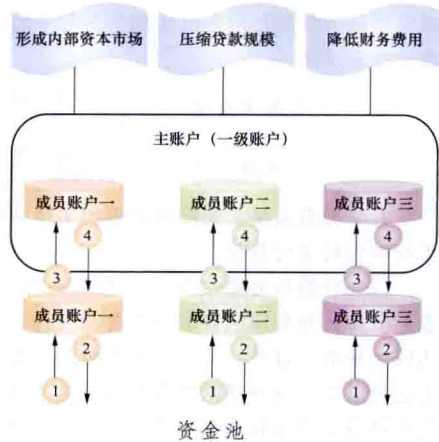 形成内部资本市场
压缩贷款规模
降低财务费用
主账户（一级账户）
成员账户一
成员账户二
成员账户三
4
4
4
3
3
3
成员账户一
成员账户二
成员账户三
2
2
2
1
1
1
资金池